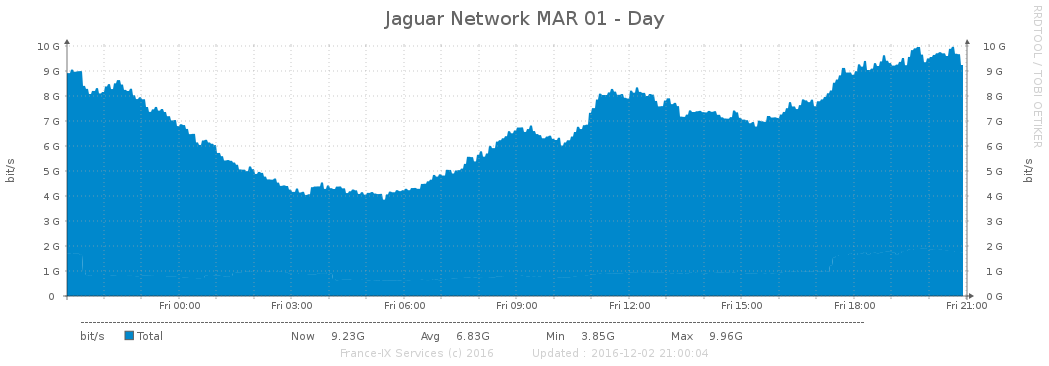 Jaguar Network MAR 01 - Day
RRDTOOL / TOBI OETIKER
bit/s
10 G
9 G
8 G
7 G
6 G
5 G
4 G
3 G
2 G
1 G
0
10 G
9 G
8 G
7 G
6 G
5 G
4 G
3 G
2 G
1 G
0 G
bit/s
Fri 00:00 Fri 03:00 Fri 06:00 Fri 09:00 Fri 12:00 Fri 15:00 Fri 18:00 Fri 21:00
bit/s Total Now 9.23G Avg 6.83G Min 3.85G Max 9.96G
France-IX Services (c) 2016 Updated : 2016-12-02 21:00:04